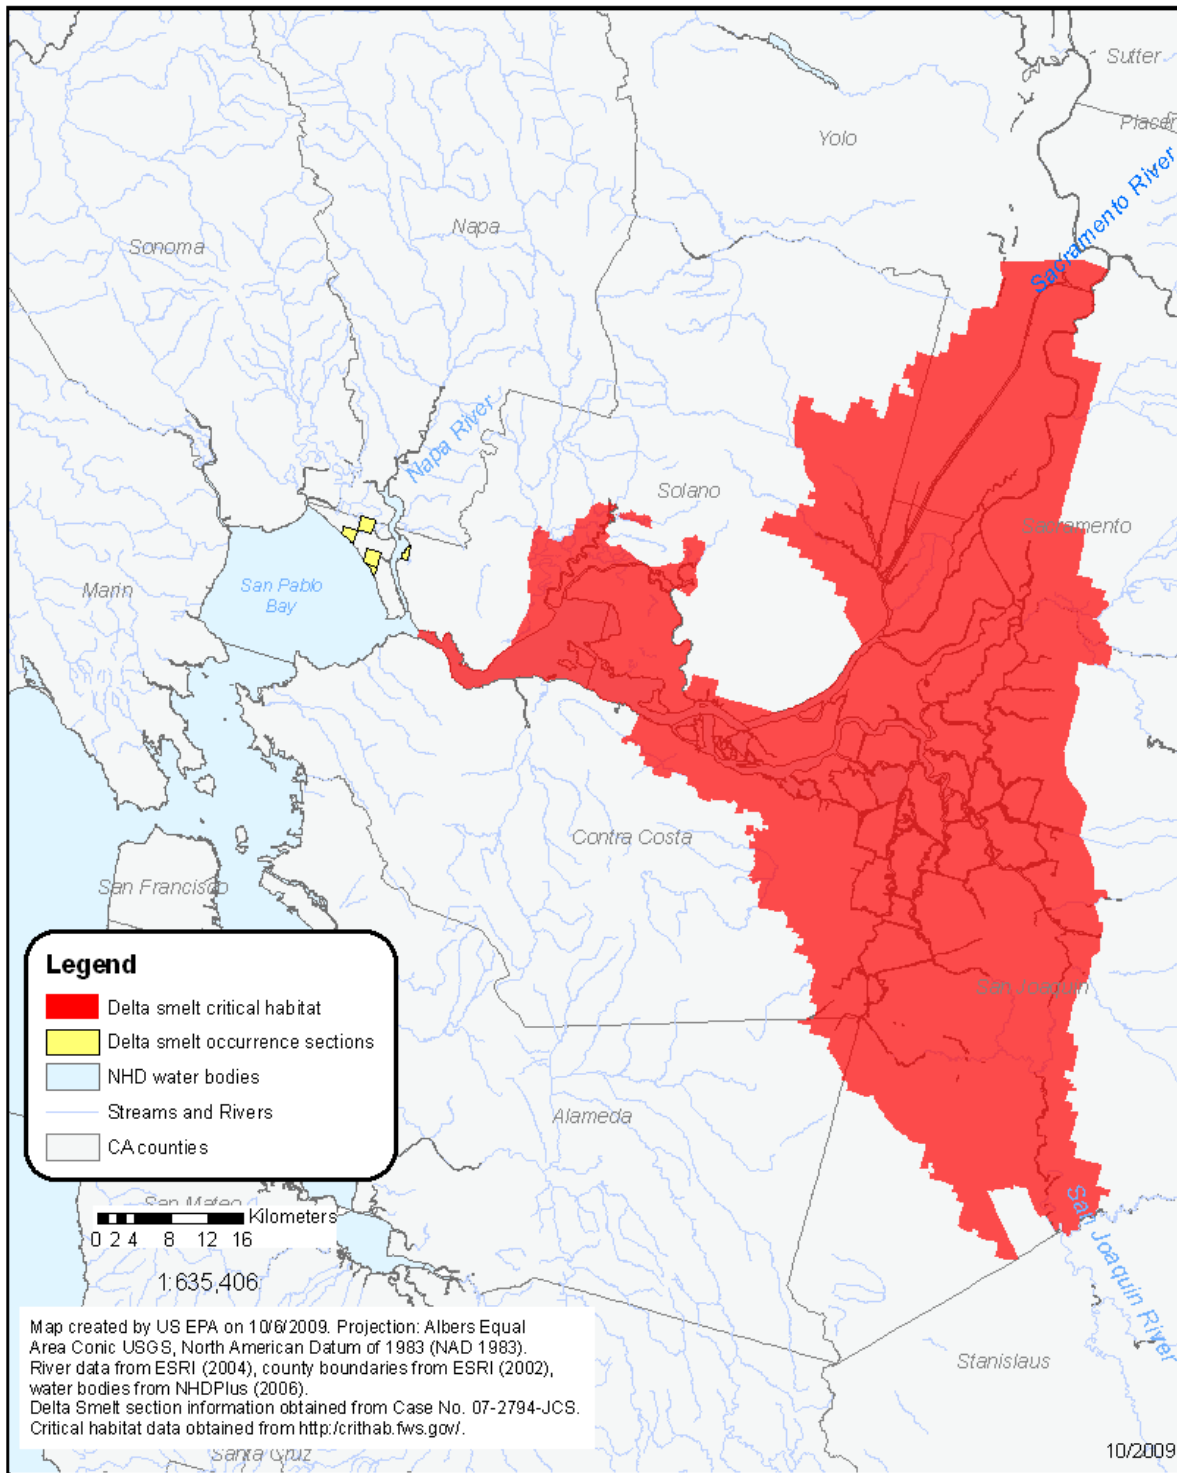 Sutter
Placer
Yolo
Sacramento River
Napa
Sonoma
Napa River
Solano
Sacramento
Marin
San Pablo
Bay
Contra Costa
San Francisco
Legend
Delta smelt critical habitat
Delta smelt occurrence sections
NHD water bodies
Streams and Rivers
CA counties
San Joaquin
Alameda
San Mateo
Kilometers
0 2 4 8 12 16
1:635,406
San Joaquin River
Stanislaus
Map created by US EPA on 10/6/2009. Projection: Albers Equal
Area Conic USGS, North American Datum of 1983 (NAD 1983).
River data from ESRI (2004), county boundaries from ESRI (2002),
water bodies from NHDPlus (2006).
Delta Smelt section information obtained from Case No. 07-2794-JCS.
Critical habitat data obtained from http:/crithab.fws.gov/.
Santa Cruz
10/2009